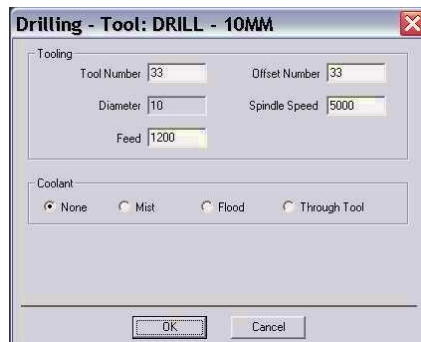 Drilling - Tool: DRILL - 10MM
Tooling
Tool Number 33 Offset Number 33
Diameter 10 Spindle Speed 5000
Feed 1200
Coolant
None Mist Flood Through Tool
OK Cancel